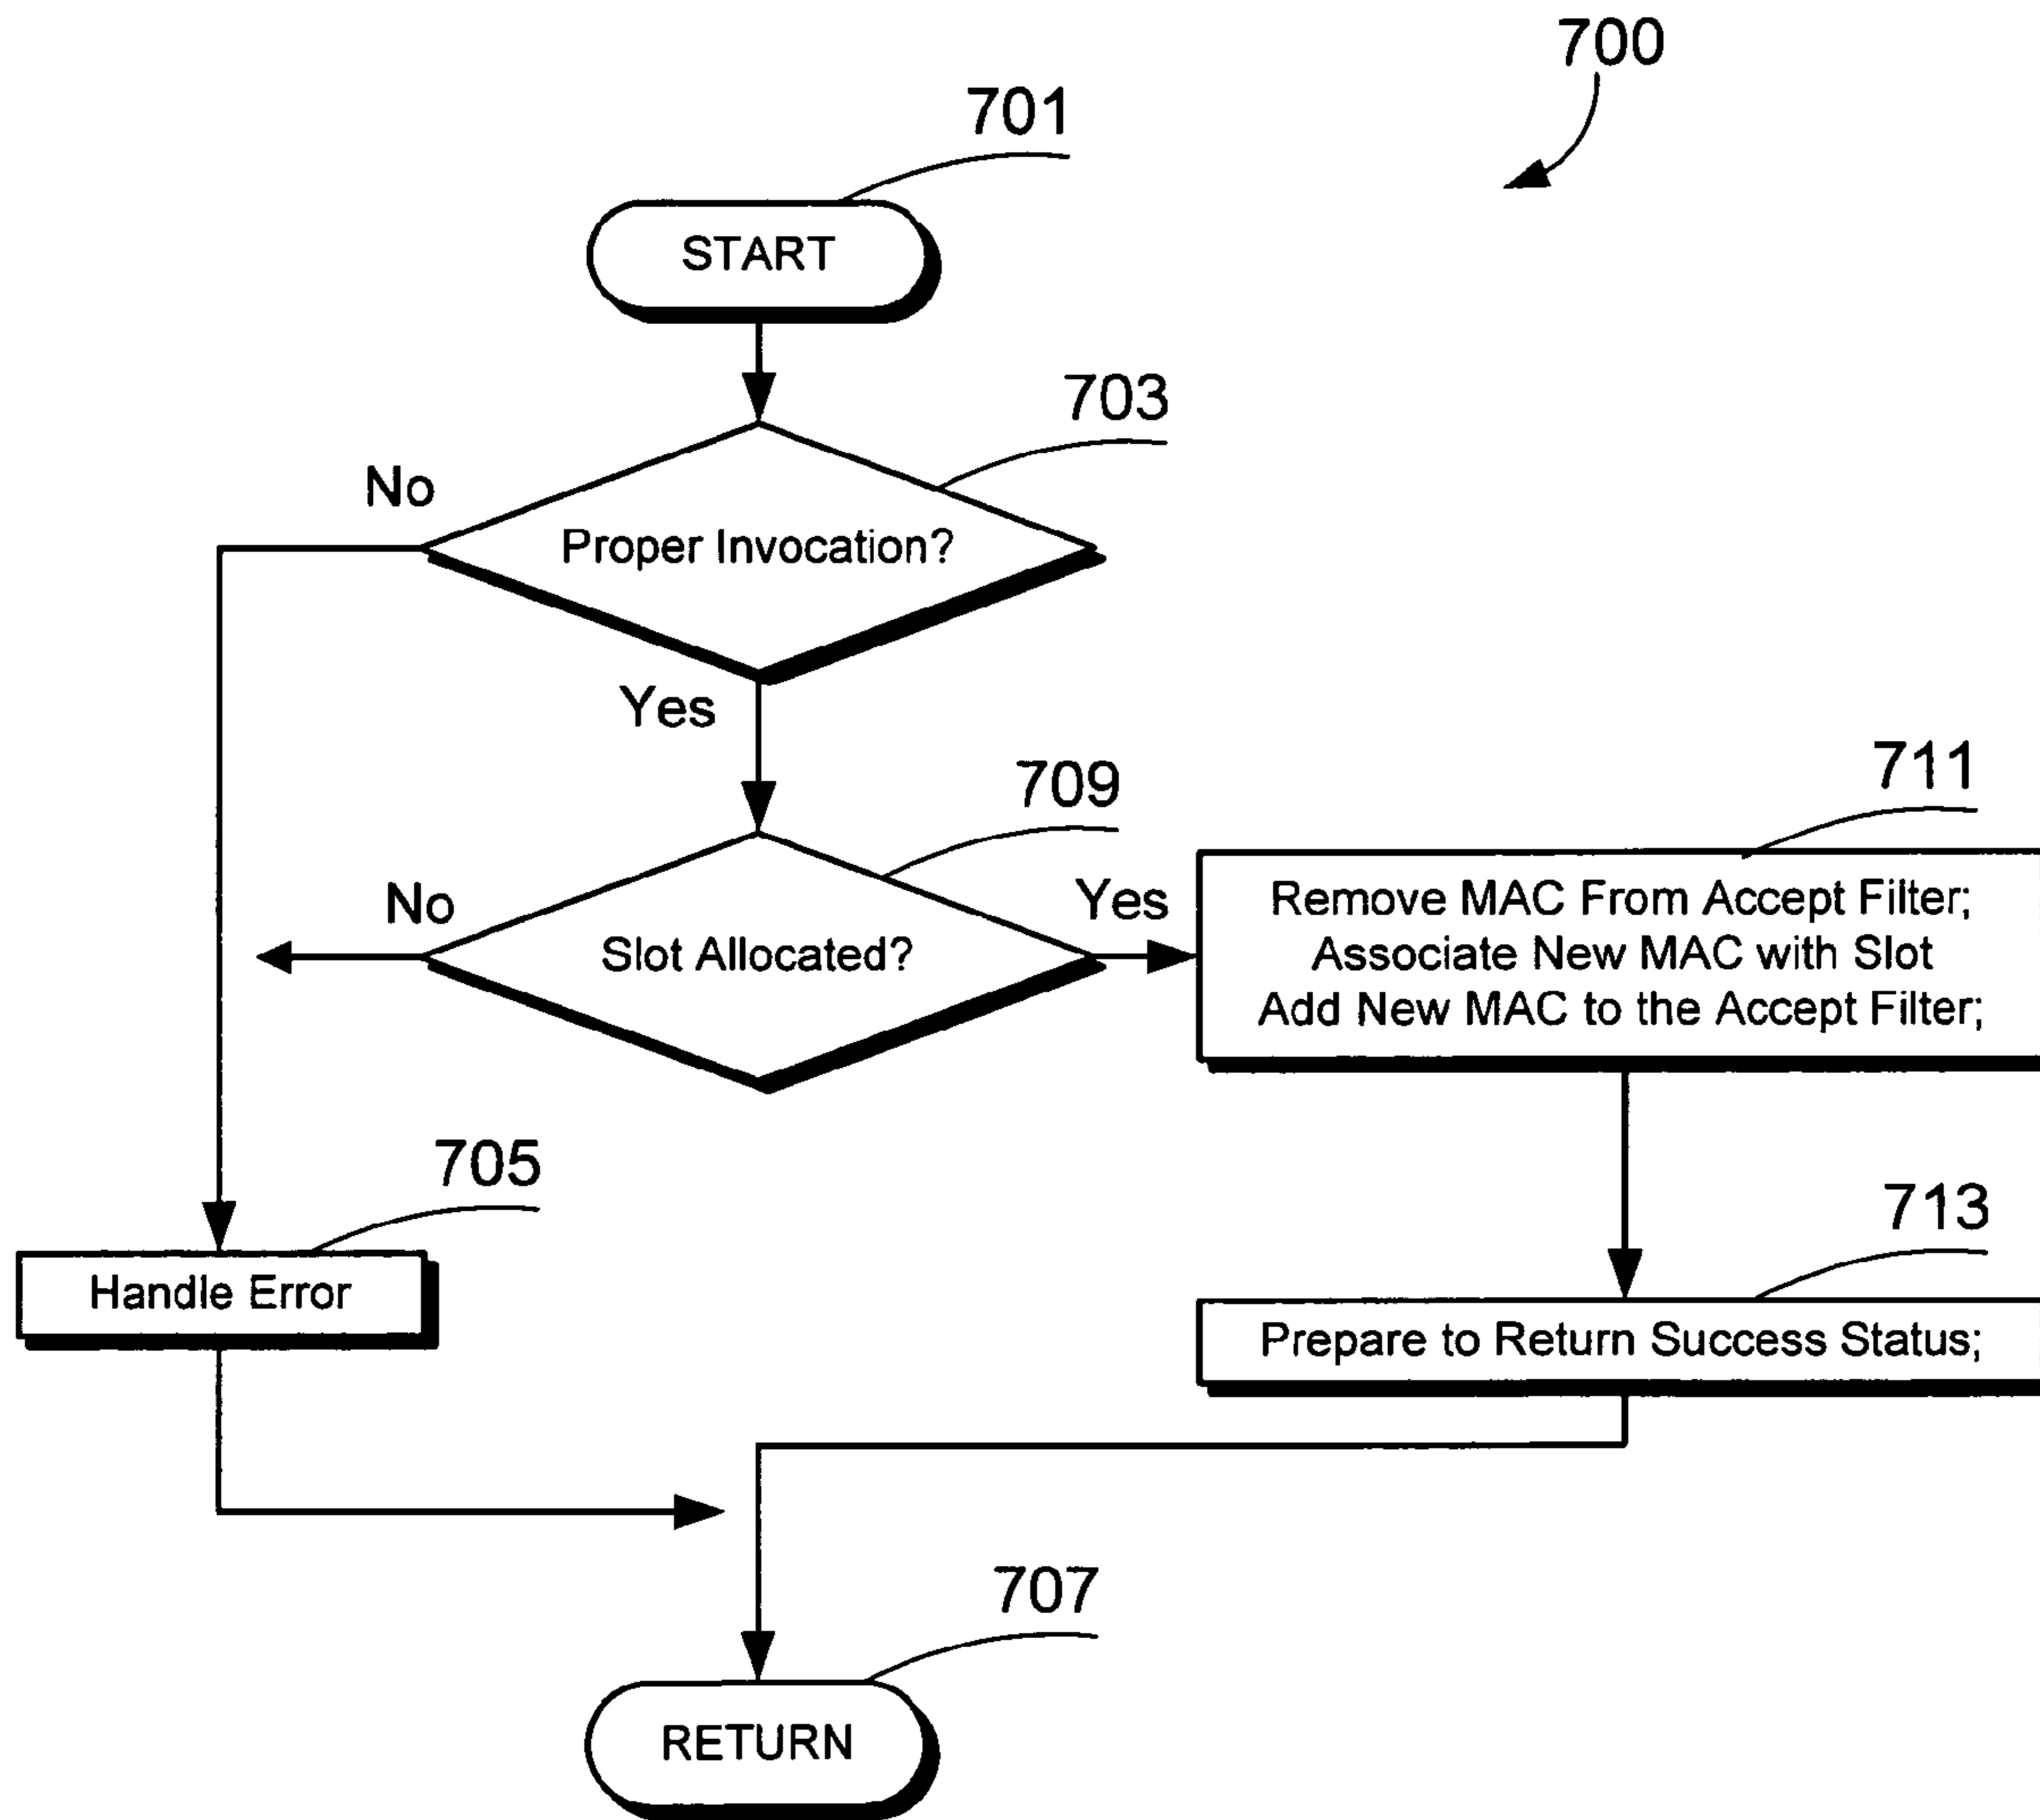 700
701
START
703
No
Proper Invocation?
Yes
709
711
No
Yes
Slot Allocated?
Remove MAC From Accept Filter;
Associate New MAC with Slot
Add New MAC to the Accept Filter;
705
713
Handle Error
Prepare to Return Success Status;
707
RETURN